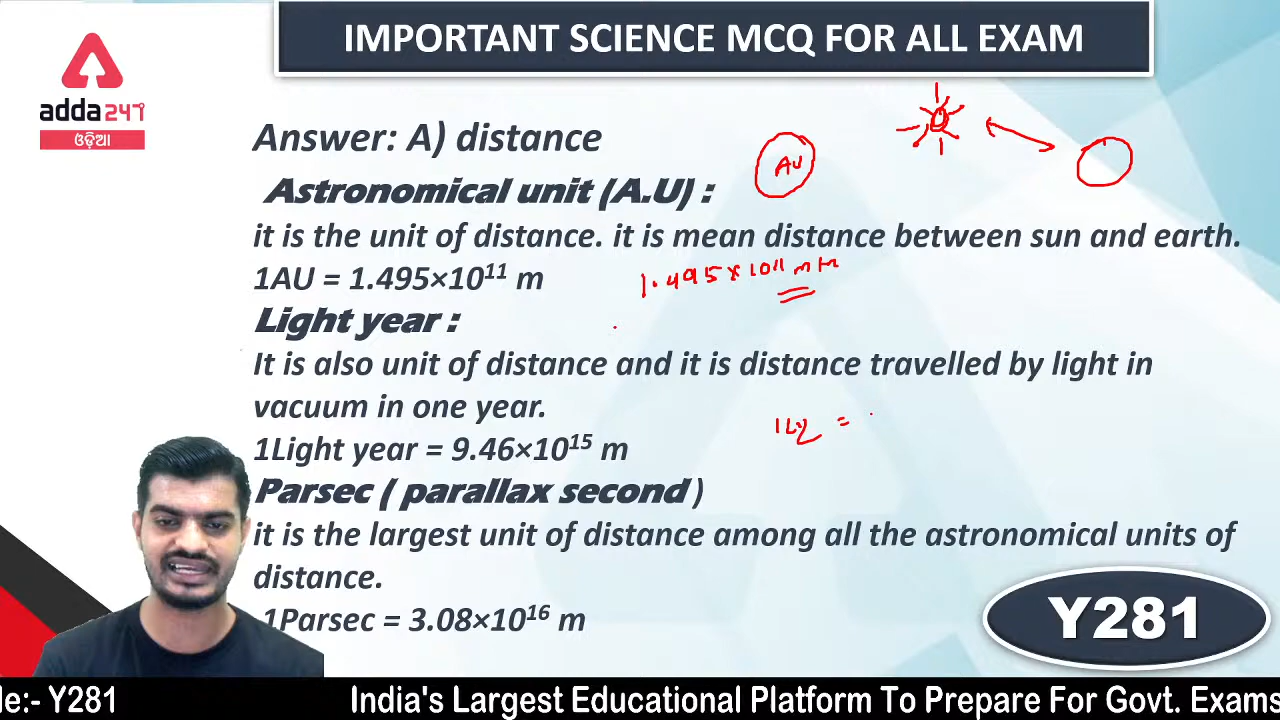 IMPORTANT SCIENCE MCQ FOR ALL EXAM
adda247
ଓଡ଼ିଆ
Answer: A) distance
AU
Astronomical unit (A.U) :
it is the unit of distance. it is mean distance between sun and earth.
1AU = 1.495×10¹¹ m
1.495×10¹¹ mtr
Light year :
It is also unit of distance and it is distance travelled by light in
vacuum in one year.
1Ly =
1Light year = 9.46×10¹⁵ m
Parsec ( parallax second )
it is the largest unit of distance among all the astronomical units of
distance.
1Parsec = 3.08×10¹⁶ m
Y281
de:- Y281
India's Largest Educational Platform To Prepare For Govt. Exams